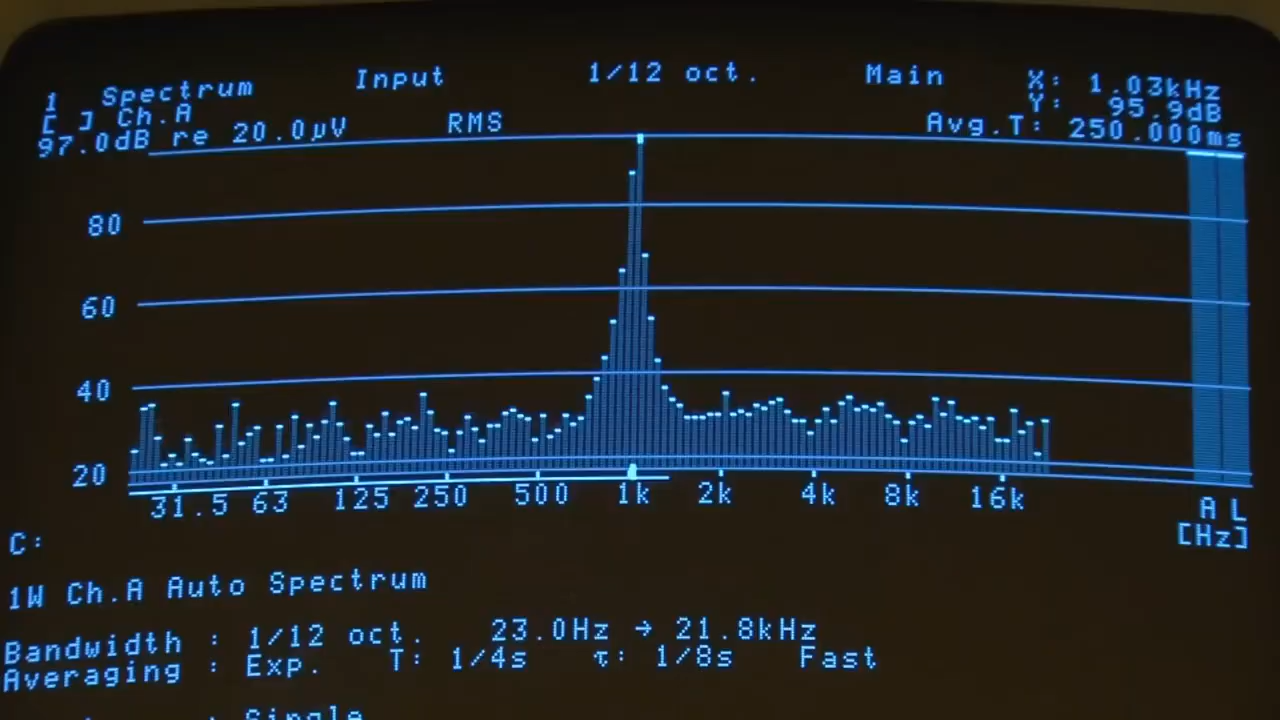 1 Spectrum Input 1/12 oct. Main X: 1.03kHz
[ ] Ch.A Y: 95.9dB
97.0dB re 20.0µV RMS Avg.T: 250.000ms
80
60
40
20
31.5 63 125 250 500 1k 2k 4k 8k 16k A L
[Hz]
C:
1W Ch.A Auto Spectrum
Bandwidth : 1/12 oct. 23.0Hz → 21.8kHz
Averaging : Exp. T: 1/4s τ: 1/8s Fast
: Single